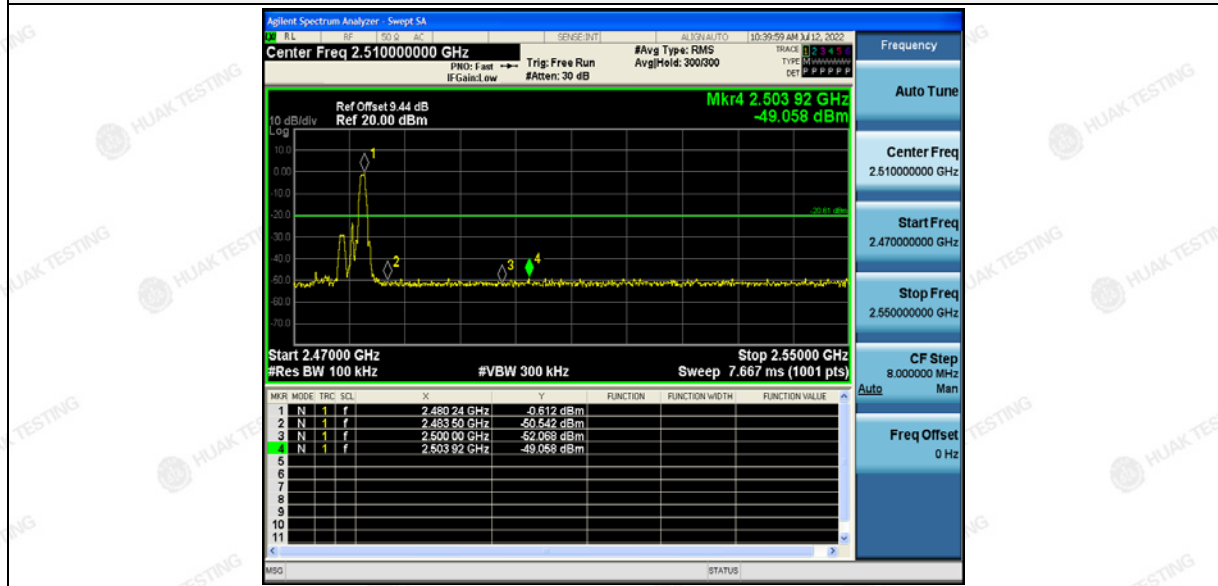 Agilent Spectrum Analyzer - Swept SA
RL RF 50 Ω AC SENSE:INT ALIGNAUTO 10:39:59 AM Jul 12, 2022
Center Freq 2.510000000 GHz #Avg Type: RMS TRACE 1 2 3 4 5 6
PNO: Fast Trig: Free Run Avg|Hold: 300/300 TYPE M
IFGain:Low #Atten: 30 dB DET P P P P P P
Mkr4 2.503 92 GHz
-49.058 dBm
Ref Offset 9.44 dB
10 dB/div Ref 20.00 dBm
Log
10.0
0.00
-10.0
-20.0
-30.0
-40.0
-50.0
-60.0
-70.0
1
2
3
4
-20.61 dBm
Start 2.47000 GHz Stop 2.55000 GHz
#Res BW 100 kHz #VBW 300 kHz Sweep 7.667 ms (1001 pts)
MKR MODE TRC SCL X Y FUNCTION FUNCTION WIDTH FUNCTION VALUE
1 N 1 f 2.480 24 GHz -0.612 dBm
2 N 1 f 2.483 50 GHz -50.542 dBm
3 N 1 f 2.500 00 GHz -52.068 dBm
4 N 1 f 2.503 92 GHz -49.058 dBm
5
6
7
8
9
10
11
MSG STATUS
Frequency
Auto Tune
Center Freq
2.510000000 GHz
Start Freq
2.470000000 GHz
Stop Freq
2.550000000 GHz
CF Step
8.000000 MHz
Auto Man
Freq Offset
0 Hz
HUAK TESTING
HUAK TESTING
HUAK TESTING
HUAK TESTING